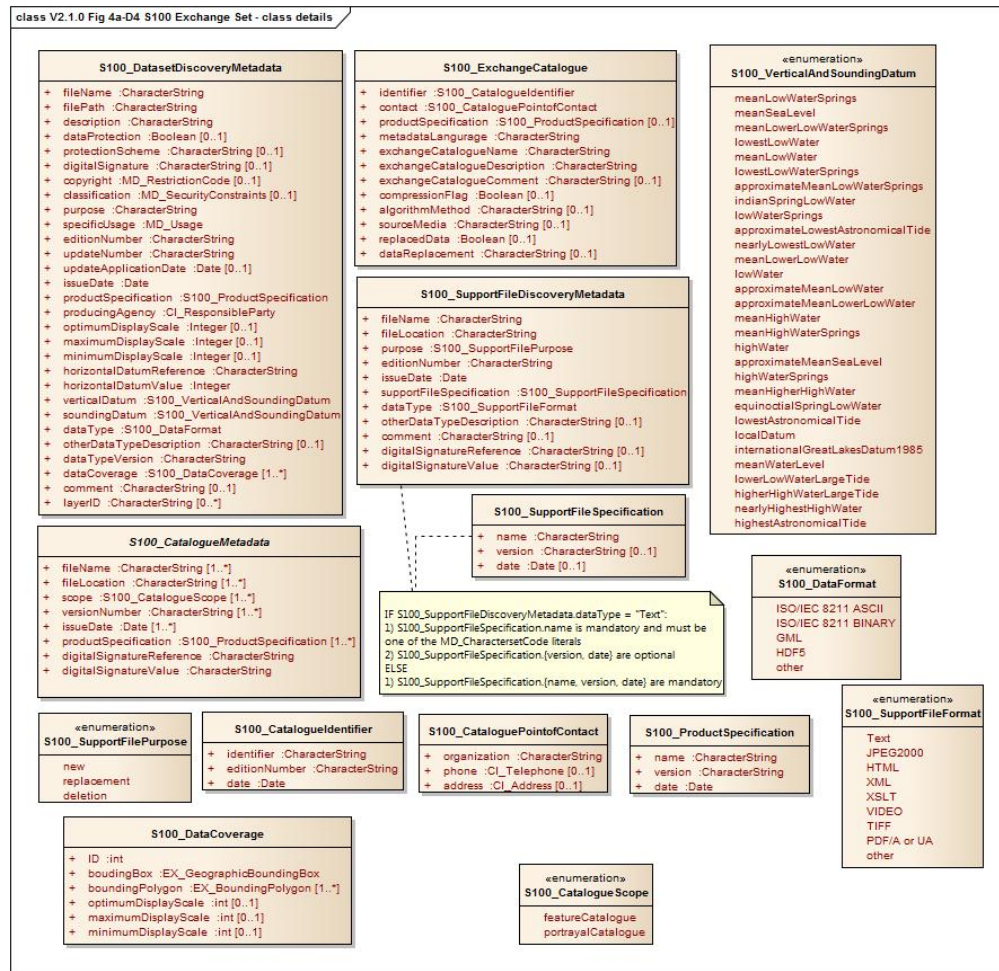 class V2.1.0 Fig 4a-D4 S100 Exchange Set - class details
S100_DatasetDiscoveryMetadata
+ fileName :CharacterString
+ filePath :CharacterString
+ description :CharacterString
+ dataProtection :Boolean [0..1]
+ protectionScheme :CharacterString [0..1]
+ digitalSignature :CharacterString [0..1]
+ copyright :MD_RestrictionCode [0..1]
+ classification :MD_SecurityConstraints [0..1]
+ purpose :CharacterString
+ specificUsage :MD_Usage
+ editionNumber :CharacterString
+ updateNumber :CharacterString
+ updateApplicationDate :Date [0..1]
+ issueDate :Date
+ productSpecification :S100_ProductSpecification
+ producingAgency :CI_ResponsibleParty
+ optimumDisplayScale :Integer [0..1]
+ maximumDisplayScale :Integer [0..1]
+ minimumDisplayScale :Integer [0..1]
+ horizontalDatumReference :CharacterString
+ horizontalDatumValue :Integer
+ verticalDatum :S100_VerticalAndSoundingDatum
+ soundingDatum :S100_VerticalAndSoundingDatum
+ dataType :S100_DataFormat
+ otherDataTypeDescription :CharacterString [0..1]
+ dataTypeVersion :CharacterString
+ dataCoverage :S100_DataCoverage [1..*]
+ comment :CharacterString [0..1]
+ layerID :CharacterString [0..*]
S100_ExchangeCatalogue
+ identifier :S100_CatalogueIdentifier
+ contact :S100_CataloguePointofContact
+ productSpecification :S100_ProductSpecification [0..1]
+ metadataLangurage :CharacterString
+ exchangeCatalogueName :CharacterString
+ exchangeCatalogueDescription :CharacterString
+ exchangeCatalogueComment :CharacterString [0..1]
+ compressionFlag :Boolean [0..1]
+ algorithmMethod :CharacterString [0..1]
+ sourceMedia :CharacterString [0..1]
+ replacedData :Boolean [0..1]
+ dataReplacement :CharacterString [0..1]
«enumeration»
S100_VerticalAndSoundingDatum
meanLowWaterSprings
meanSeaLevel
meanLowerLowWaterSprings
lowestLowWater
meanLowWater
lowestLowWaterSprings
approximateMeanLowWaterSprings
indianSpringLowWater
lowWaterSprings
approximateLowestAstronomicalTide
nearlyLowestLowWater
meanLowerLowWater
lowWater
approximateMeanLowWater
approximateMeanLowerLowWater
meanHighWater
meanHighWaterSprings
highWater
approximateMeanSeaLevel
highWaterSprings
meanHigherHighWater
equinoctialSpringLowWater
lowestAstronomicalTide
localDatum
internationalGreatLakesDatum1985
meanWaterLevel
lowerLowWaterLargeTide
higherHighWaterLargeTide
nearlyHighestHighWater
highestAstronomicalTide
S100_SupportFileDiscoveryMetadata
+ fileName :CharacterString
+ fileLocation :CharacterString
+ purpose :S100_SupportFilePurpose
+ editionNumber :CharacterString
+ issueDate :Date
+ supportFileSpecification :S100_SupportFileSpecification
+ dataType :S100_SupportFileFormat
+ otherDataTypeDescription :CharacterString [0..1]
+ comment :CharacterString [0..1]
+ digitalSignatureReference :CharacterString [0..1]
+ digitalSignatureValue :CharacterString [0..1]
S100_SupportFileSpecification
+ name :CharacterString
+ version :CharacterString [0..1]
+ date :Date [0..1]
S100_CatalogueMetadata
+ fileName :CharacterString [1..*]
+ fileLocation :CharacterString [1..*]
+ scope :S100_CatalogueScope [1..*]
+ versionNumber :CharacterString [1..*]
+ issueDate :Date [1..*]
+ productSpecification :S100_ProductSpecification [1..*]
+ digitalSignatureReference :CharacterString
+ digitalSignatureValue :CharacterString
IF S100_SupportFileDiscoveryMetadata.dataType = "Text":
1) S100_SupportFileSpecification.name is mandatory and must be
one of the MD_CharactersetCode literals
2) S100_SupportFileSpecification.{version, date} are optional
ELSE
1) S100_SupportFileSpecification.{name, version, date} are mandatory
«enumeration»
S100_DataFormat
ISO/IEC 8211 ASCII
ISO/IEC 8211 BINARY
GML
HDF5
other
«enumeration»
S100_SupportFilePurpose
new
replacement
deletion
S100_CatalogueIdentifier
+ identifier :CharacterString
+ editionNumber :CharacterString
+ date :Date
S100_CataloguePointofContact
+ organization :CharacterString
+ phone :CI_Telephone [0..1]
+ address :CI_Address [0..1]
S100_ProductSpecification
+ name :CharacterString
+ version :CharacterString
+ date :Date
«enumeration»
S100_SupportFileFormat
Text
JPEG2000
HTML
XML
XSLT
VIDEO
TIFF
PDF/A or UA
other
S100_DataCoverage
+ ID :int
+ boudingBox :EX_GeographicBoundingBox
+ boundingPolygon :EX_BoundingPolygon [1..*]
+ optimumDisplayScale :int [0..1]
+ maximumDisplayScale :int [0..1]
+ minimumDisplayScale :int [0..1]
«enumeration»
S100_CatalogueScope
featureCatalogue
portrayalCatalogue